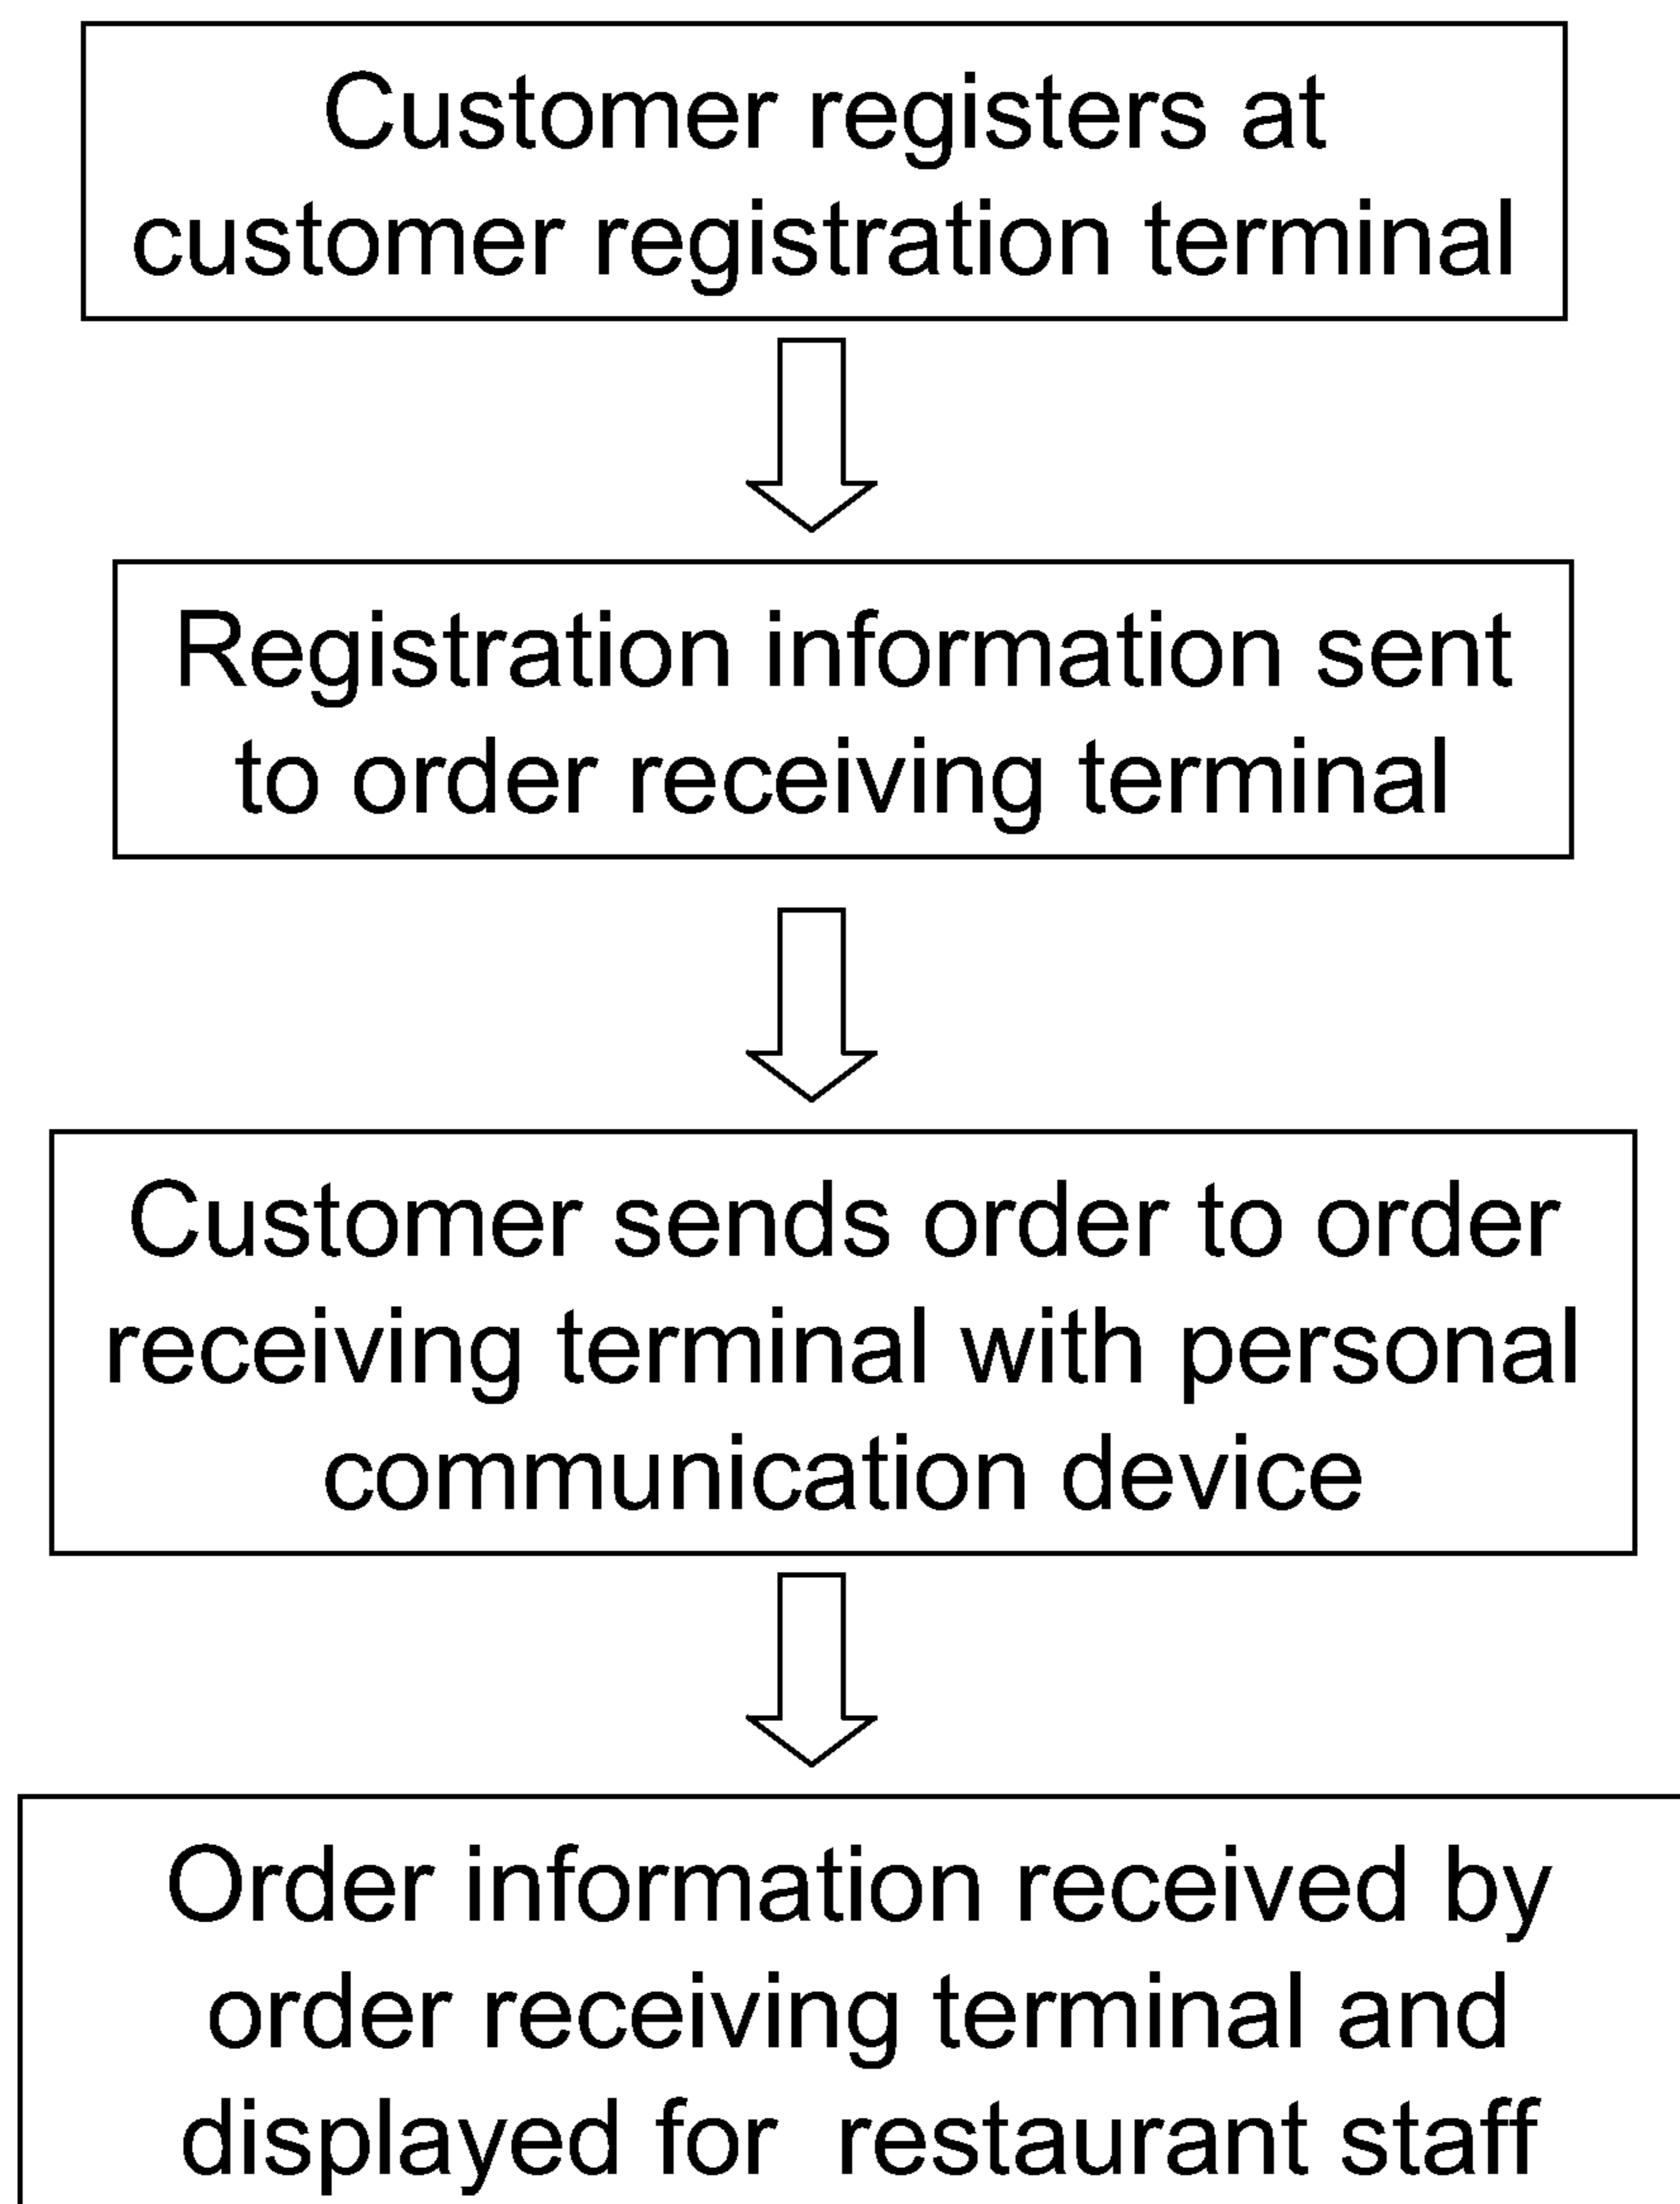 Customer registers at
customer registration terminal
Registration information sent
to order receiving terminal
Customer sends order to order
receiving terminal with personal
communication device
Order information received by
order receiving terminal and
displayed for restaurant staff